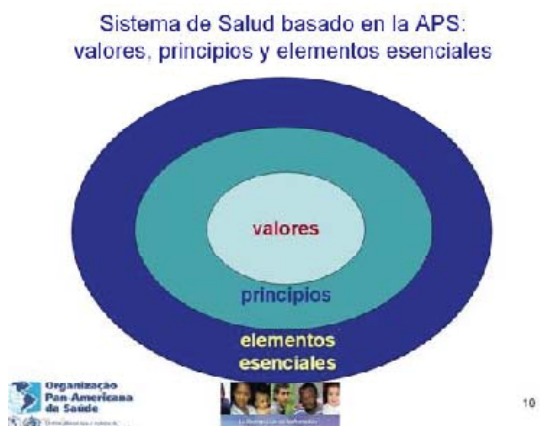 Sistema de Salud basado en la APS:
valores, principios y elementos esenciales
valores
principios
elementos
esenciales
Organização
Pan-Americana
da Saúde
10